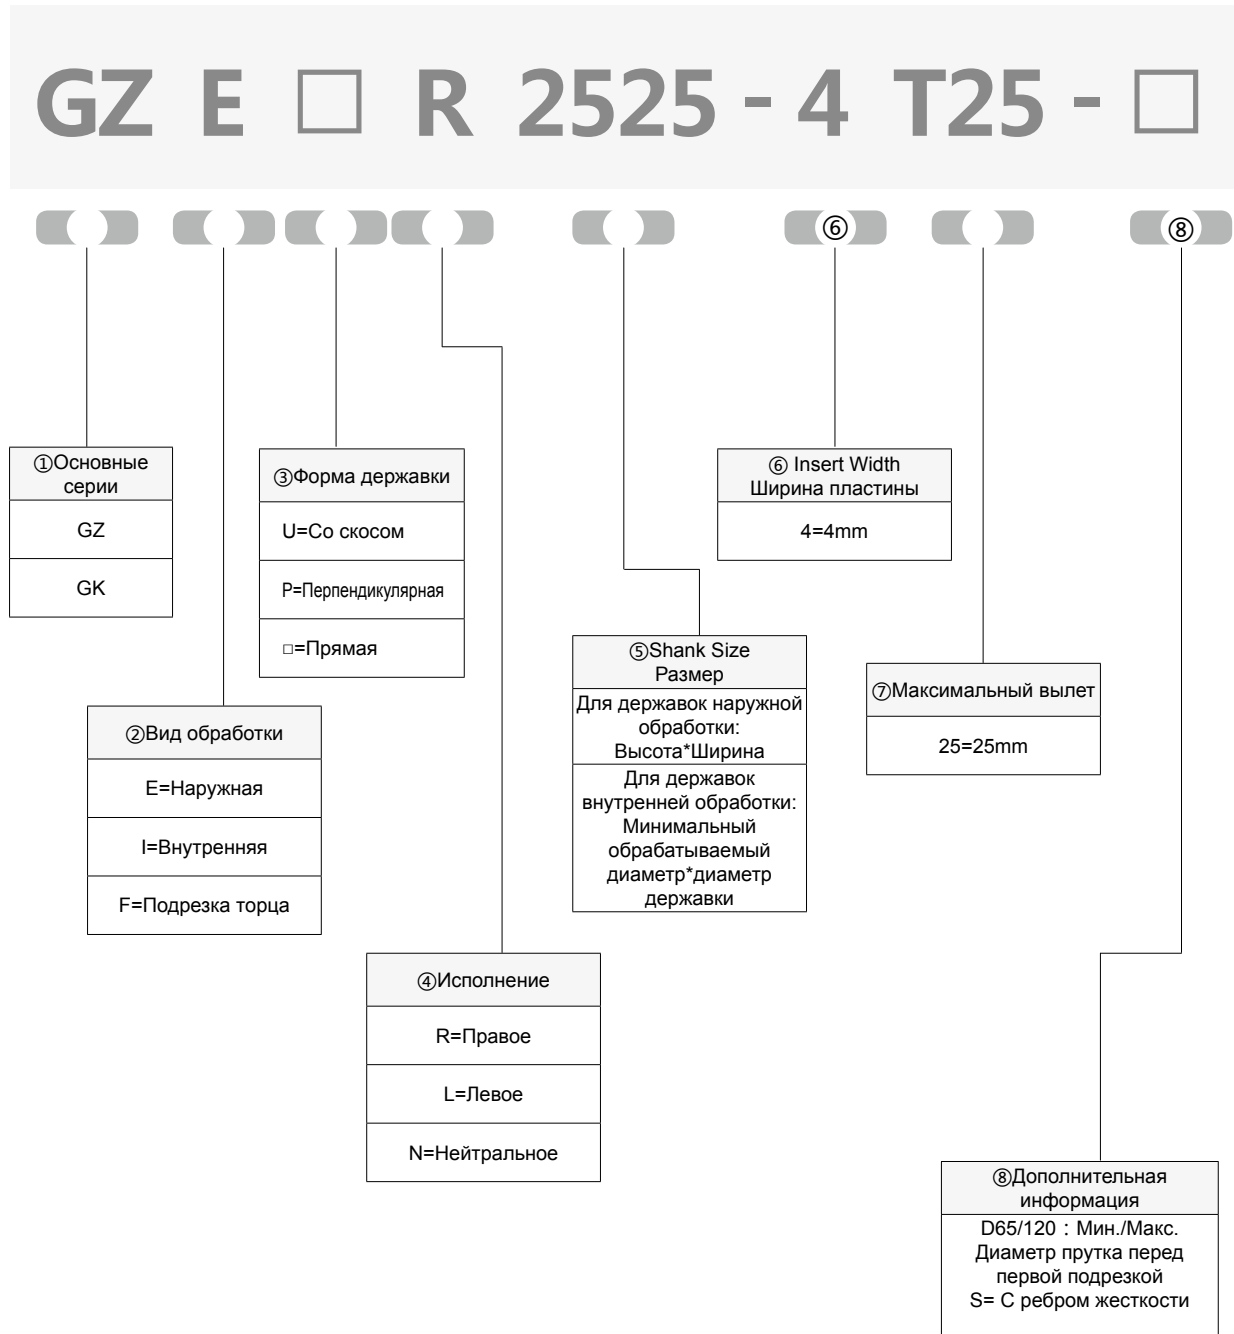 GZ E □ R 2525 - 4 T25 - □
⑥ ⑧
①Основные
серии
GZ
GK
②Вид обработки
E=Наружная
I=Внутренняя
F=Подрезка торца
③Форма державки
U=Со скосом
P=Перпендикулярная
□=Прямая
④Исполнение
R=Правое
L=Левое
N=Нейтральное
⑤Shank Size
Размер
Для державок наружной
обработки:
Высота*Ширина
Для державок
внутренней обработки:
Минимальный
обрабатываемый
диаметр*диаметр
державки
⑥ Insert Width
Ширина пластины
4=4mm
⑦Максимальный вылет
25=25mm
⑧Дополнительная
информация
D65/120：Мин./Макс.
Диаметр прутка перед
первой подрезкой
S= С ребром жесткости